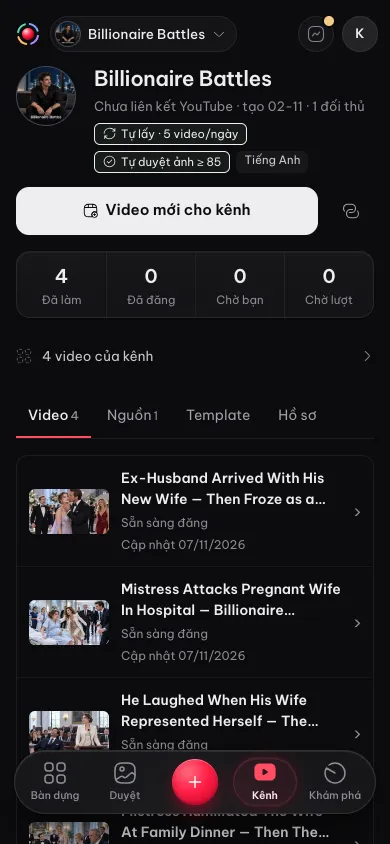 Billionaire Battles
K
Billionaire Battles
Chưa liên kết YouTube · tạo 02-11 · 1 đối thủ
Tự lấy · 5 video/ngày
Tự duyệt ảnh ≥ 85
Tiếng Anh
Video mới cho kênh
4 0 0 0
Đã làm Đã đăng Chờ bạn Chờ lượt
4 video của kênh
Video 4 Nguồn 1 Template Hồ sơ
Ex-Husband Arrived With His
New Wife — Then Froze as a...
Sẵn sàng đăng
Cập nhật 07/11/2026
Mistress Attacks Pregnant Wife
In Hospital — Billionaire...
Sẵn sàng đăng
Cập nhật 07/11/2026
He Laughed When His Wife
Represented Herself — The...
Sẵn sàng đăng
Bàn dựng Duyệt Kênh Khám phá
At Family Dinner — Then The...